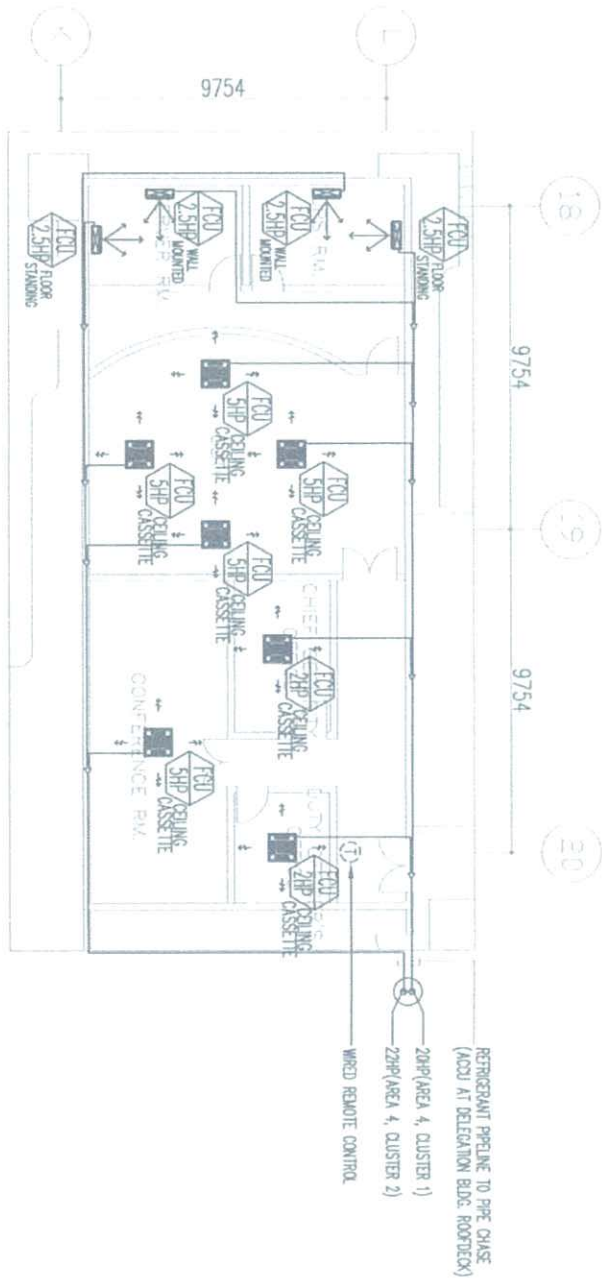 K
L
9754
18
9754
19
9754
20
FCU
2.5HP
FLOOR
STANDING
FCU
2.5HP
WALL
MOUNTED
FCU
2.5HP
WALL
MOUNTED
FCU
2.5HP
FLOOR
STANDING
FCU
5HP
CEILING
CASSETTE
FCU
5HP
CEILING
CASSETTE
FCU
5HP
CEILING
CASSETTE
FCU
5HP
CEILING
CASSETTE
CHIEF
FCU
2HP
CEILING
CASSETTE
CONFERENCE RM.
FCU
5HP
CEILING
CASSETTE
T
FCU
2HP
CEILING
CASSETTE
REFRIGERANT PIPELINE TO PIPE CHASE
(ACCU AT DELEGATION BLDG. ROOFDECK)
20HP(AREA 4, CLUSTER 1)
22HP(AREA 4, CLUSTER 2)
WIRED REMOTE CONTROL